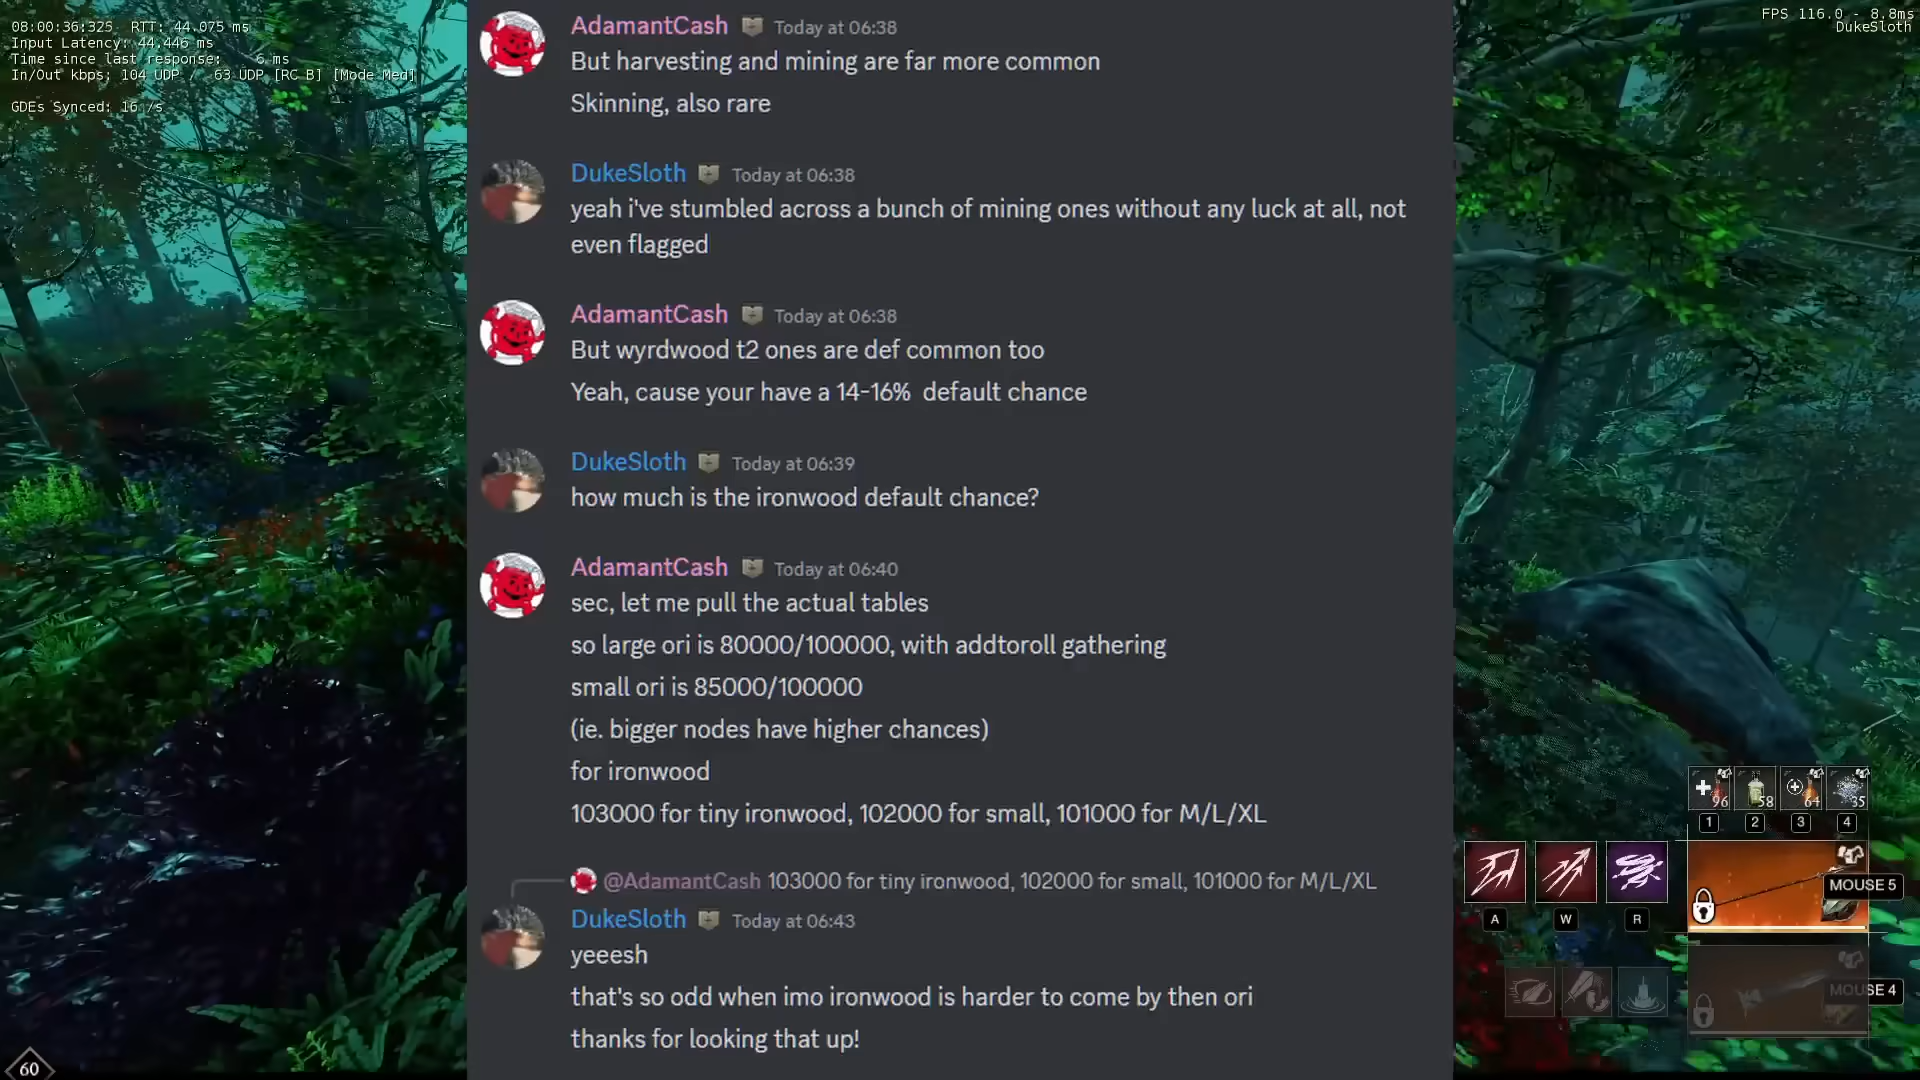 08:00:36:325 RTT: 44.075 ms
Input Latency: 44.446 ms
Time since last response: 6 ms
In/Out kbps: 104 UDP / 63 UDP [RC B] [Mode Med]
GDEs Synced: 16 /s
FPS 116.0 - 8.8ms
DukeSloth
AdamantCash Today at 06:38
But harvesting and mining are far more common
Skinning, also rare
DukeSloth Today at 06:38
yeah i've stumbled across a bunch of mining ones without any luck at all, not
even flagged
AdamantCash Today at 06:38
But wyrdwood t2 ones are def common too
Yeah, cause your have a 14-16% default chance
DukeSloth Today at 06:39
how much is the ironwood default chance?
AdamantCash Today at 06:40
sec, let me pull the actual tables
so large ori is 80000/100000, with addtoroll gathering
small ori is 85000/100000
(ie. bigger nodes have higher chances)
for ironwood
103000 for tiny ironwood, 102000 for small, 101000 for M/L/XL
@AdamantCash 103000 for tiny ironwood, 102000 for small, 101000 for M/L/XL
DukeSloth Today at 06:43
yeeesh
that's so odd when imo ironwood is harder to come by then ori
thanks for looking that up!
96 58 64 35
1 2 3 4
MOUSE 5
A W R
MOUSE 4
60